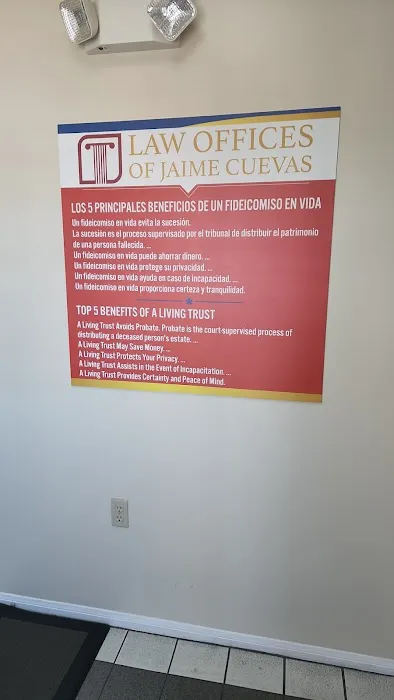 LAW OFFICES
OF JAIME CUEVAS
LOS 5 PRINCIPALES BENEFICIOS DE UN FIDEICOMISO EN VIDA
Un fideicomiso en vida evita la sucesión.
La sucesión es el proceso supervisado por el tribunal de distribuir el patrimonio
de una persona fallecida. ...
Un fideicomiso en vida puede ahorrar dinero. ...
Un fideicomiso en vida protege su privacidad. ...
Un fideicomiso en vida ayuda en caso de incapacidad. ...
Un fideicomiso en vida proporciona certeza y tranquilidad.
TOP 5 BENEFITS OF A LIVING TRUST
A Living Trust Avoids Probate. Probate is the court-supervised process of
distributing a deceased person's estate. ...
A Living Trust May Save Money. ...
A Living Trust Protects Your Privacy. ...
A Living Trust Assists in the Event of Incapacitation. ...
A Living Trust Provides Certainty and Peace of Mind.